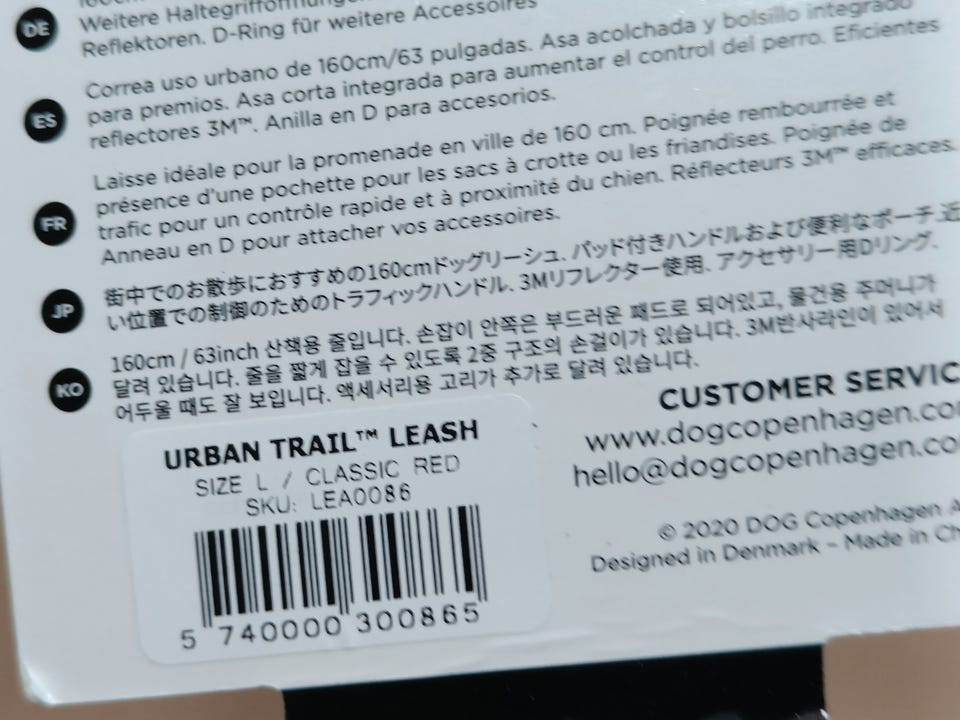 DE
Weitere
Reflektoren. D-Ring für weitere Accessoires
ES
Correa uso urbano de 160cm/63 pulgadas. Asa acolchada y bolsillo integrado
para premios. Asa corta integrada para aumentar el control del perro. Eficientes
reflectores 3M™. Anilla en D para accesorios.
FR
Laisse idéale pour la promenade en ville de 160 cm. Poignée rembourrée et
présence d'une pochette pour les sacs à crotte ou les friandises. Poignée de
trafic pour un contrôle rapide et à proximité du chien. Réflecteurs 3M™ efficaces.
Anneau en D pour attacher vos accessoires.
JP
街中でのお散歩におすすめの160cmドッグリーシュ. パッド付きハンドルおよび便利なポーチ.近
い位置での制御のためのトラフィックハンドル. 3Mリフレクター使用. アクセサリー用Dリング.
KO
160cm / 63inch 산책용 줄입니다. 손잡이 안쪽은 부드러운 패드로 되어있고, 물건용 주머니가
달려 있습니다. 줄을 짧게 잡을 수 있도록 2중 구조의 손걸이가 있습니다. 3M반사라인이 있어서
어두울 때도 잘 보입니다. 액세서리용 고리가 추가로 달려 있습니다.
URBAN TRAIL™ LEASH
SIZE L / CLASSIC RED
SKU: LEA0086
5 740000 300865
CUSTOMER SERVIC
www.dogcopenhagen.co
hello@dogcopenhagen.co
© 2020 DOG Copenhagen A
Designed in Denmark - Made in Ch